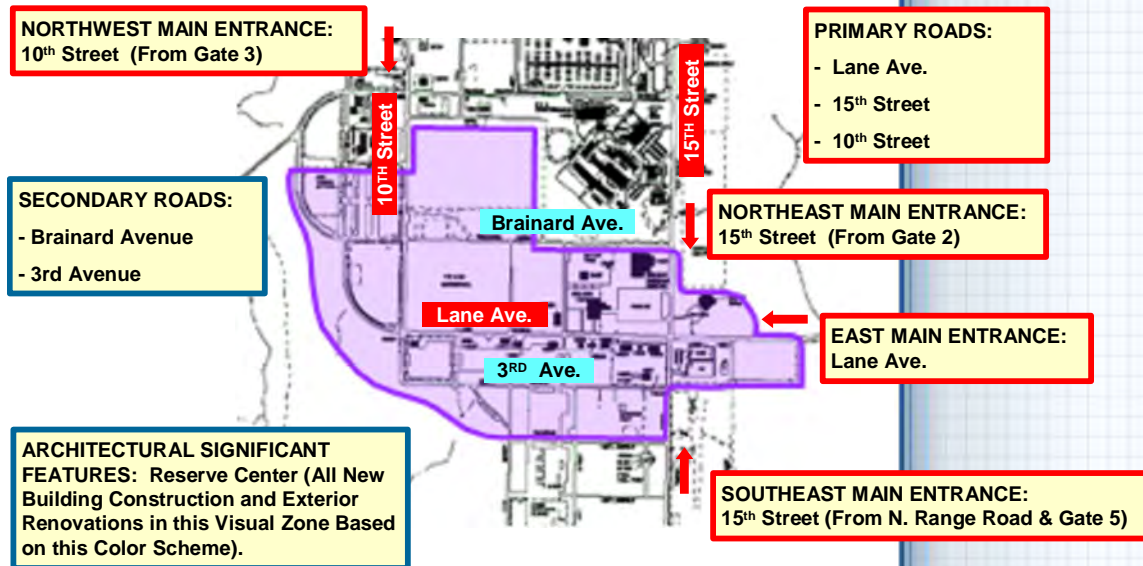 NORTHWEST MAIN ENTRANCE:
10th Street (From Gate 3)
PRIMARY ROADS:
- Lane Ave.
- 15th Street
- 10th Street
10TH Street
15TH Street
SECONDARY ROADS:
- Brainard Avenue
- 3rd Avenue
Brainard Ave.
NORTHEAST MAIN ENTRANCE:
15th Street (From Gate 2)
Lane Ave.
3RD Ave.
EAST MAIN ENTRANCE:
Lane Ave.
ARCHITECTURAL SIGNIFICANT
FEATURES: Reserve Center (All New
Building Construction and Exterior
Renovations in this Visual Zone Based
on this Color Scheme).
SOUTHEAST MAIN ENTRANCE:
15th Street (From N. Range Road & Gate 5)